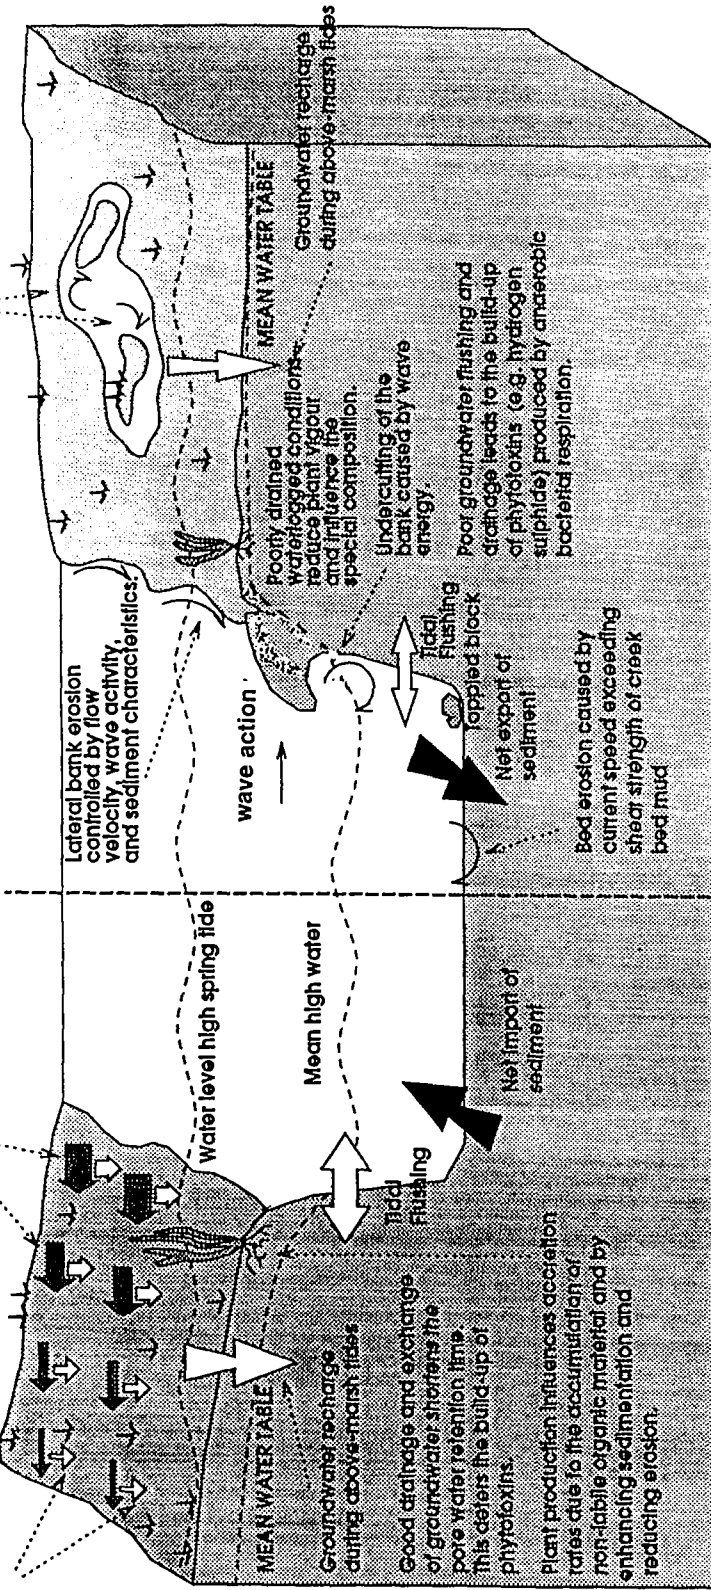 MEAN WATER TABLE
Groundwater recharge
during above-marsh tides
Good drainage and exchange
of groundwater shortens the
pore water retention time.
This deters the build-up of
phytotoxins.
Plant production influences accretion
rates due to the accumulation of
non-labile organic material and by
enhancing sedimentation and
reducing erosion.
Tidal
Flushing
Water level high spring tide
Mean high water
Net import of
sediment
Lateral bank erosion
controlled by flow
velocity, wave activity,
and sediment characteristics.
wave action
Net export of
sediment
Bed erosion caused by
current speed exceeding
shear strength of creek
bed mud
Tidal
Flushing
Toppled block
Poorly drained
waterlogged conditions
reduce plant vigour
and influence the
special composition.
Undercutting of the
bank caused by wave
energy.
Poor groundwater flushing and
drainage leads to the build-up
of phytotoxins (e.g. hydrogen
sulphide) produced by anaerobic
bacterial respiration.
MEAN WATER TABLE
Groundwater recharge
during above-marsh tides